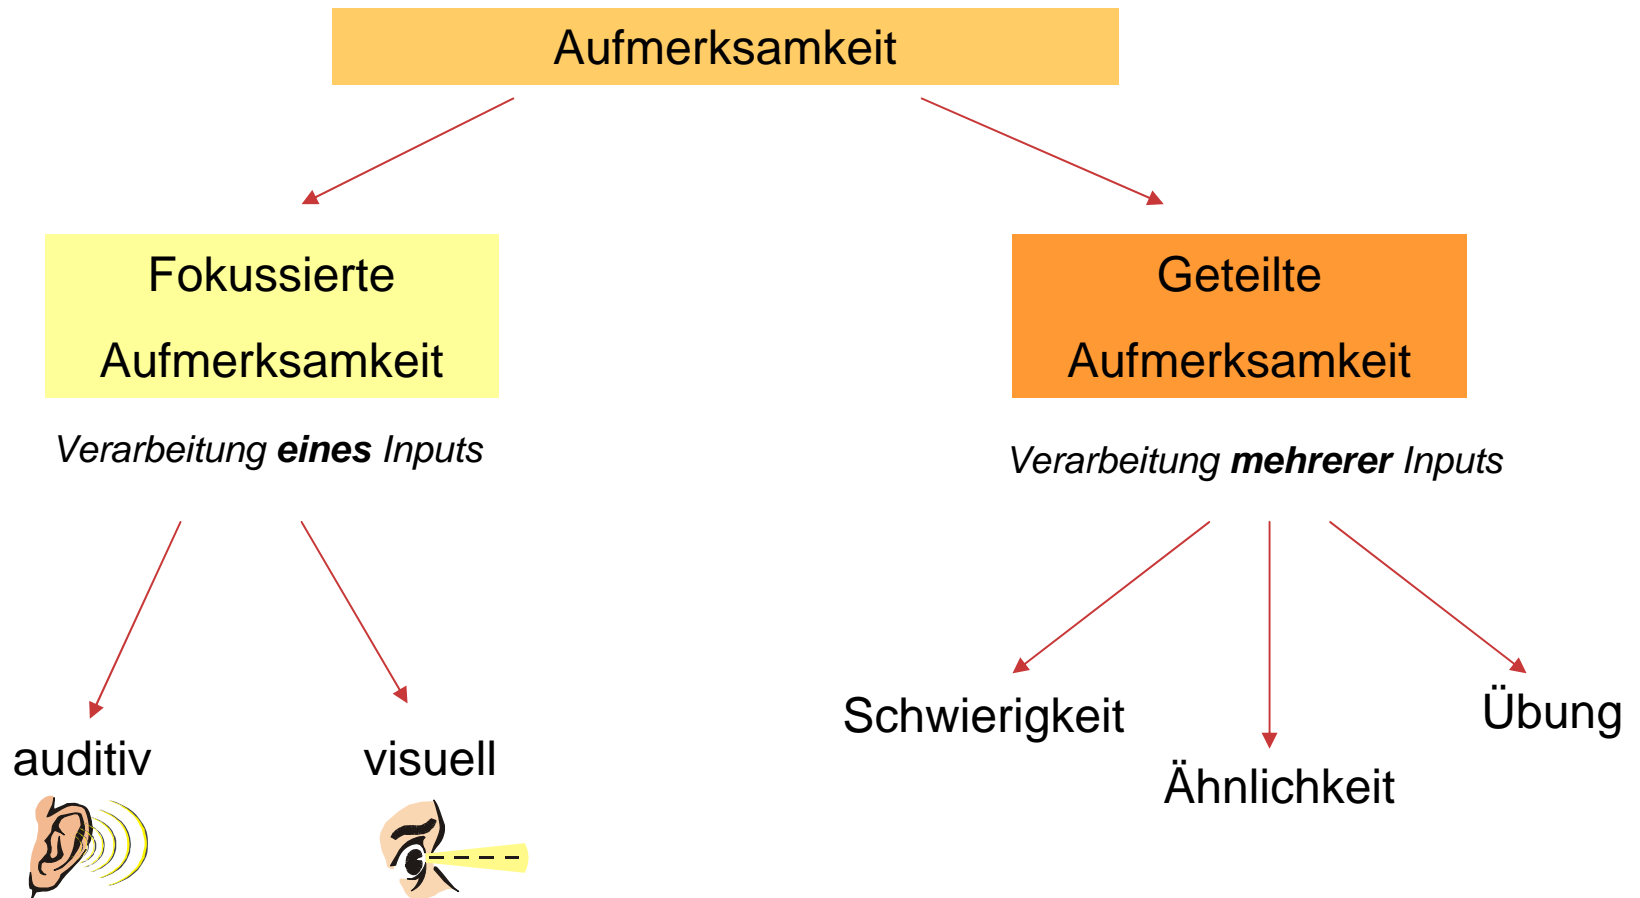 Aufmerksamkeit
Fokussierte
Aufmerksamkeit
Verarbeitung eines Inputs
Geteilte
Aufmerksamkeit
Verarbeitung mehrerer Inputs
auditiv
visuell
Schwierigkeit
Ähnlichkeit
Übung